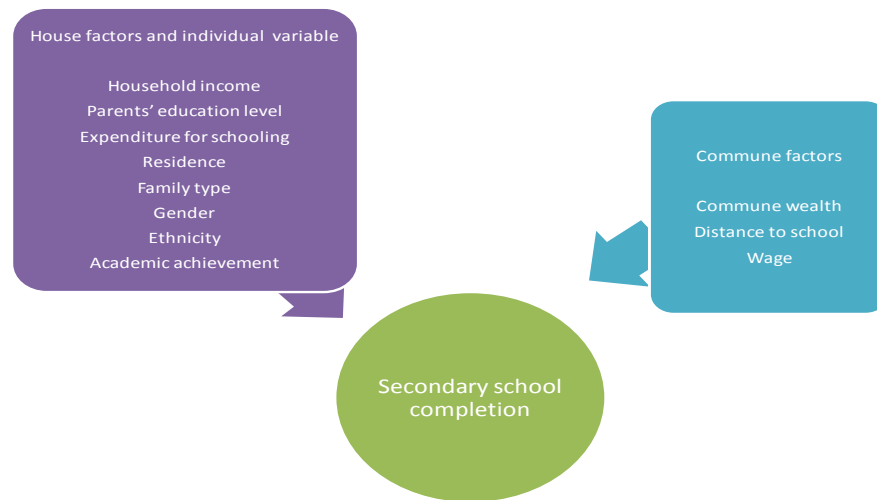 House factors and individual variable
Household income
Parents' education level
Expenditure for schooling
Residence
Family type
Gender
Ethnicity
Academic achievement
Commune factors
Commune wealth
Distance to school
Wage
Secondary school
completion